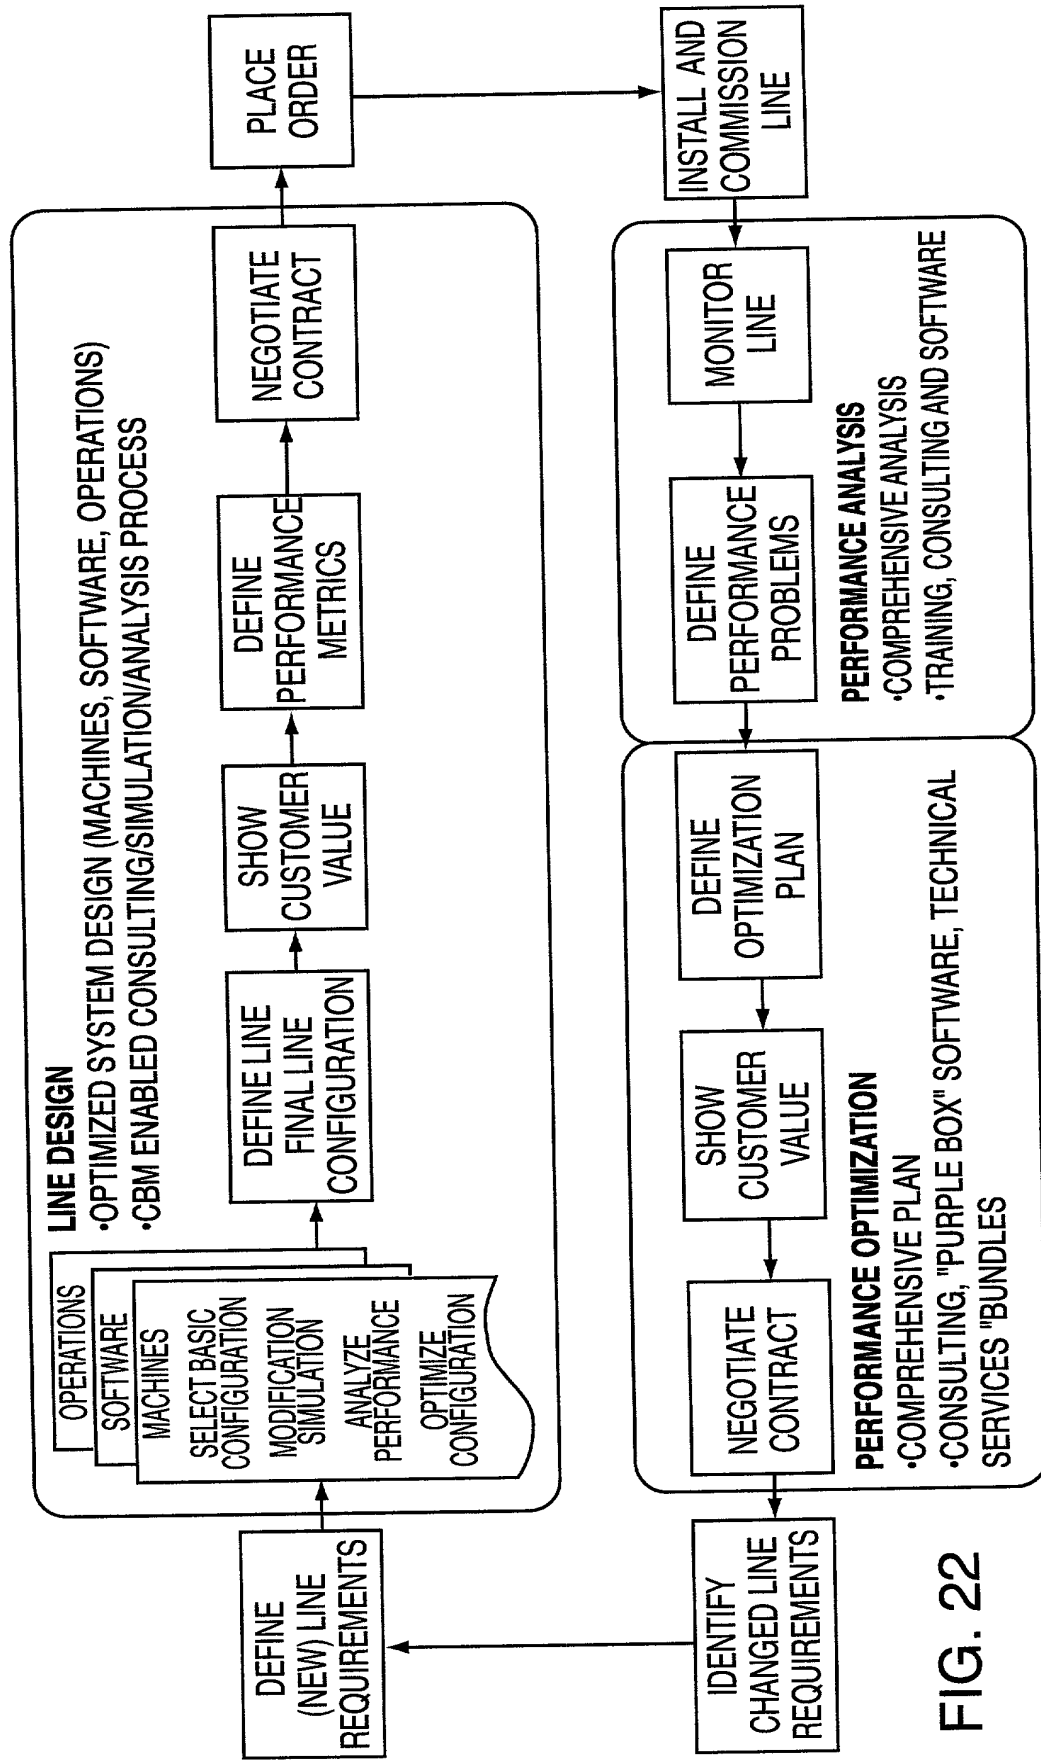 LINE DESIGN
•OPTIMIZED SYSTEM DESIGN (MACHINES, SOFTWARE, OPERATIONS)
•CBM ENABLED CONSULTING/SIMULATION/ANALYSIS PROCESS
DEFINE
(NEW) LINE
REQUIREMENTS
OPERATIONS
SOFTWARE
MACHINES
SELECT BASIC
CONFIGURATION
MODIFICATION
SIMULATION
ANALYZE
PERFORMANCE
OPTIMIZE
CONFIGURATION
DEFINE LINE
FINAL LINE
CONFIGURATION
SHOW
CUSTOMER
VALUE
DEFINE
PERFORMANCE
METRICS
NEGOTIATE
CONTRACT
PLACE
ORDER
INSTALL AND
COMMISSION
LINE
MONITOR
LINE
DEFINE
PERFORMANCE
PROBLEMS
PERFORMANCE ANALYSIS
•COMPREHENSIVE ANALYSIS
•TRAINING, CONSULTING AND SOFTWARE
DEFINE
OPTIMIZATION
PLAN
SHOW
CUSTOMER
VALUE
NEGOTIATE
CONTRACT
PERFORMANCE OPTIMIZATION
•COMPREHENSIVE PLAN
•CONSULTING, "PURPLE BOX" SOFTWARE, TECHNICAL
SERVICES "BUNDLES
IDENTIFY
CHANGED LINE
REQUIREMENTS
FIG. 22